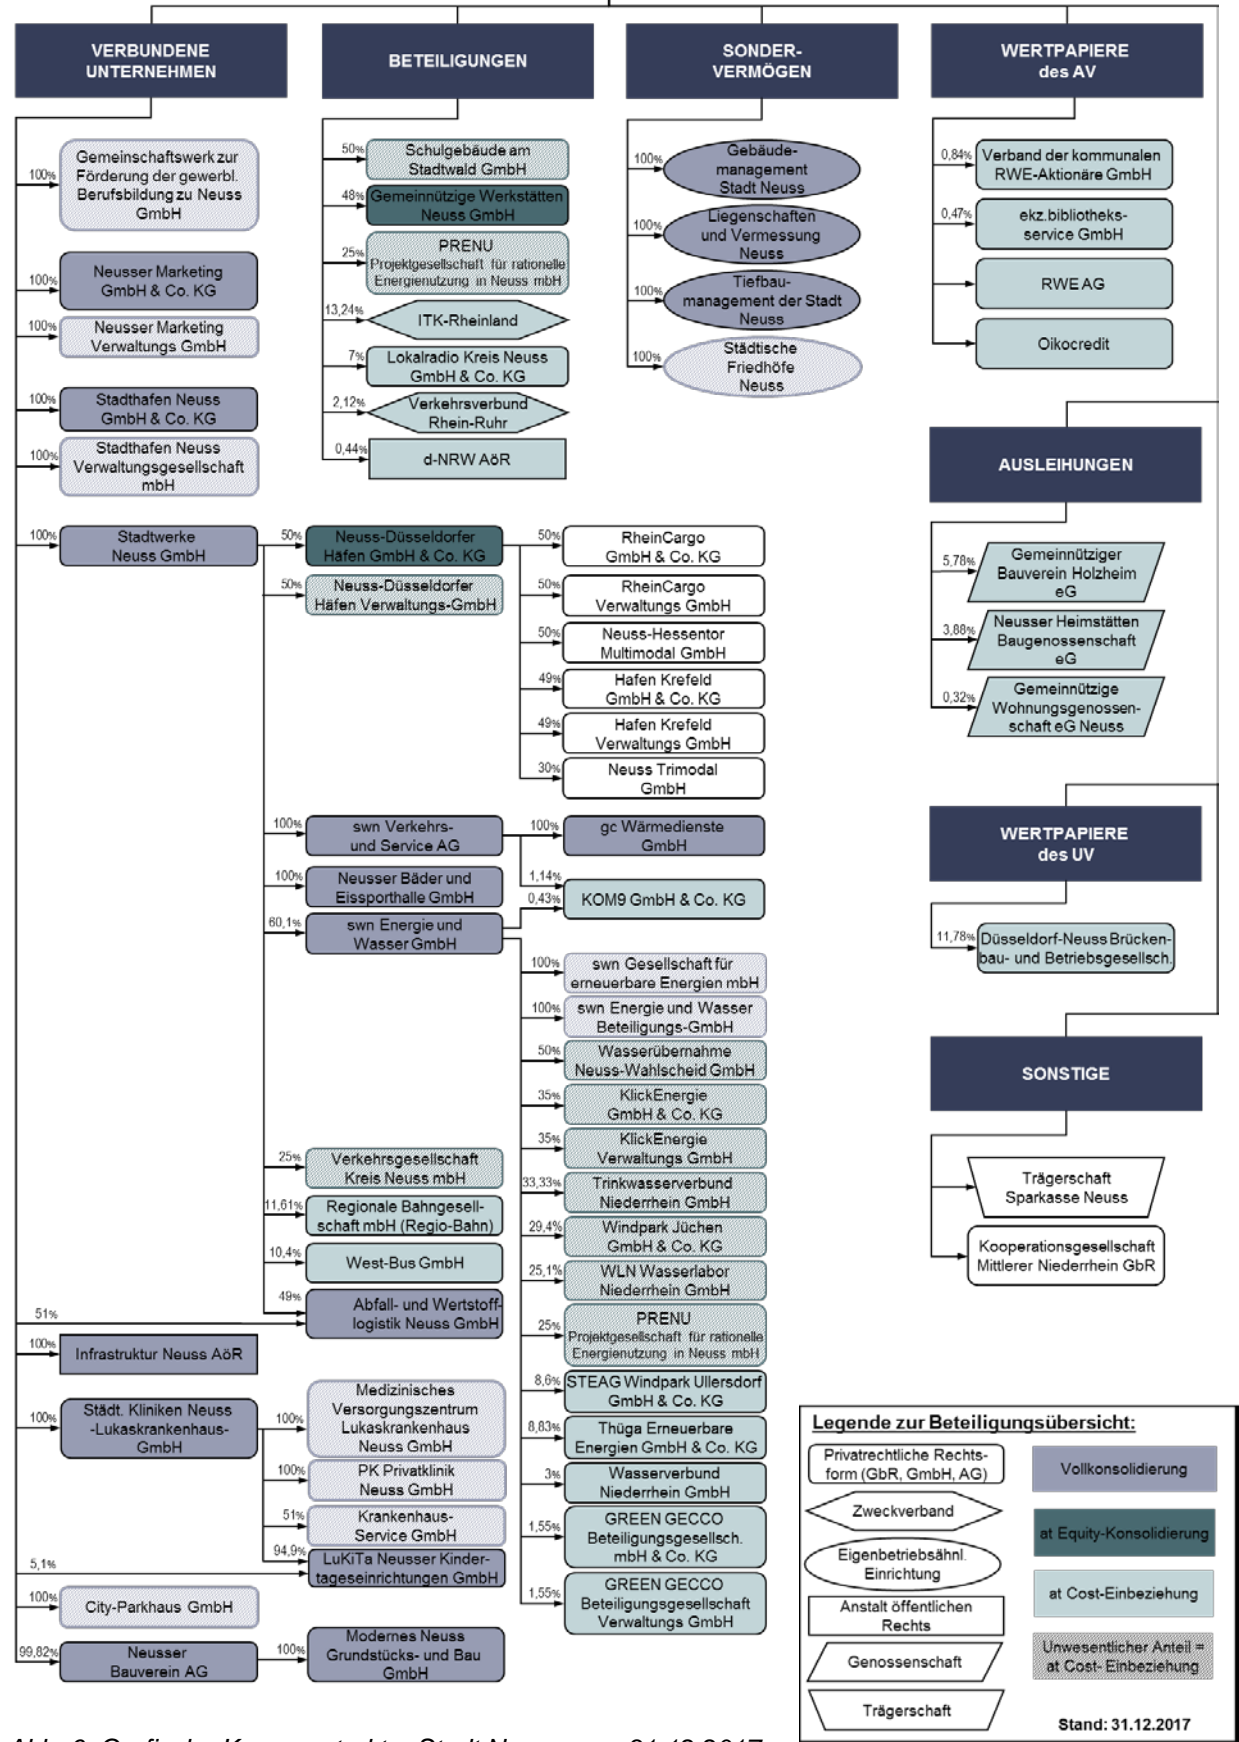 VERBUNDENE
UNTERNEHMEN
100%
Gemeinschaftswerk zur
Förderung der gewerbl.
Berufsbildung zu Neuss
GmbH
100%
Neusser Marketing
GmbH & Co. KG
100%
Neusser Marketing
Verwaltungs GmbH
100%
Stadthafen Neuss
GmbH & Co. KG
100%
Stadthafen Neuss
Verwaltungsgesellschaft
mbH
100%
Stadtwerke
Neuss GmbH
50%
Neuss-Düsseldorfer
Häfen GmbH & Co. KG
50%
RheinCargo
GmbH & Co. KG
50%
RheinCargo
Verwaltungs GmbH
50%
Neuss-Hessentor
Multimodal GmbH
49%
Hafen Krefeld
GmbH & Co. KG
49%
Hafen Krefeld
Verwaltungs GmbH
30%
Neuss Trimodal
GmbH
50%
Neuss-Düsseldorfer
Häfen Verwaltungs-GmbH
100%
swn Verkehrs-
und Service AG
100%
gc Wärmedienste
GmbH
1,14%
0,43%
KOM9 GmbH & Co. KG
100%
Neusser Bäder und
Eissporthalle GmbH
60,1%
swn Energie und
Wasser GmbH
100%
swn Gesellschaft für
erneuerbare Energien mbH
100%
swn Energie und Wasser
Beteiligungs-GmbH
50%
Wasserübernahme
Neuss-Wahlscheid GmbH
35%
KlickEnergie
GmbH & Co. KG
35%
KlickEnergie
Verwaltungs GmbH
33,33%
Trinkwasserverbund
Niederrhein GmbH
29,4%
Windpark Jüchen
GmbH & Co. KG
25,1%
WLN Wasserlabor
Niederrhein GmbH
25%
PRENU
Projektgesellschaft für rationelle
Energienutzung in Neuss mbH
8,6%
STEAG Windpark Ullersdorf
GmbH & Co. KG
8,83%
Thüga Erneuerbare
Energien GmbH & Co. KG
3%
Wasserverbund
Niederrhein GmbH
1,55%
GREEN GECCO
Beteiligungsgesellsch.
mbH & Co. KG
1,55%
GREEN GECCO
Beteiligungsgesellschaft
Verwaltungs GmbH
25%
Verkehrsgesellschaft
Kreis Neuss mbH
11,61%
Regionale Bahngesell-
schaft mbH (Regio-Bahn)
10,4%
West-Bus GmbH
49%
51%
Abfall- und Wertstoff-
logistik Neuss GmbH
100%
Infrastruktur Neuss AöR
100%
Städt. Kliniken Neuss
-Lukaskrankenhaus-
GmbH
100%
Medizinisches
Versorgungszentrum
Lukaskrankenhaus
Neuss GmbH
100%
PK Privatklinik
Neuss GmbH
51%
Krankenhaus-
Service GmbH
94,9%
5,1%
LuKiTa Neusser Kinder-
tageseinrichtungen GmbH
100%
City-Parkhaus GmbH
99,82%
Neusser
Bauverein AG
100%
Modernes Neuss
Grundstücks- und Bau
GmbH
BETEILIGUNGEN
50%
Schulgebäude am
Stadtwald GmbH
48%
Gemeinnützige Werkstätten
Neuss GmbH
25%
PRENU
Projektgesellschaft für rationelle
Energienutzung in Neuss mbH
13,24%
ITK-Rheinland
7%
Lokalradio Kreis Neuss
GmbH & Co. KG
2,12%
Verkehrsverbund
Rhein-Ruhr
0,44%
d-NRW AöR
SONDER-
VERMÖGEN
100%
Gebäude-
management
Stadt Neuss
100%
Liegenschaften
und Vermessung
Neuss
100%
Tiefbau-
management der Stadt
Neuss
100%
Städtische
Friedhöfe
Neuss
WERTPAPIERE
des AV
0,84%
Verband der kommunalen
RWE-Aktionäre GmbH
0,47%
ekz.bibliotheks-
service GmbH
RWE AG
Oikocredit
AUSLEIHUNGEN
5,78%
Gemeinnütziger
Bauverein Holzheim
eG
3,88%
Neusser Heimstätten
Baugenossenschaft
eG
0,32%
Gemeinnützige
Wohnungsgenossen-
schaft eG Neuss
WERTPAPIERE
des UV
11,78%
Düsseldorf-Neuss Brücken-
bau- und Betriebsgesellsch.
SONSTIGE
Trägerschaft
Sparkasse Neuss
Kooperationsgesellschaft
Mittlerer Niederrhein GbR
Legende zur Beteiligungsübersicht:
Privatrechtliche Rechts-
form (GbR, GmbH, AG)
Zweckverband
Eigenbetriebsähnl.
Einrichtung
Anstalt öffentlichen
Rechts
Genossenschaft
Trägerschaft
Vollkonsolidierung
at Equity-Konsolidierung
at Cost-Einbeziehung
Unwesentlicher Anteil =
at Cost- Einbeziehung
Stand: 31.12.2017